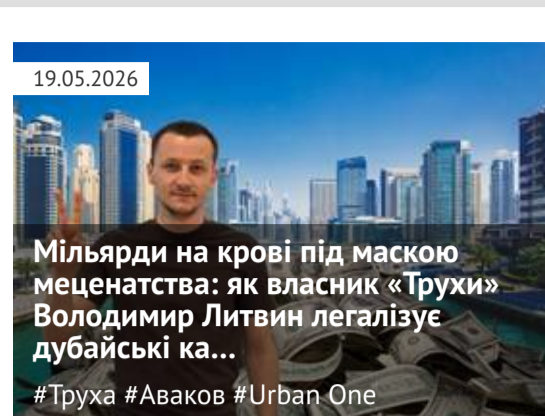 19.05.2026
Мільярди на крові під маскою
меценатства: як власник «Трухи»
Володимир Литвин легалізує
дубайські ка...
#Труха #Аваков #Urban One